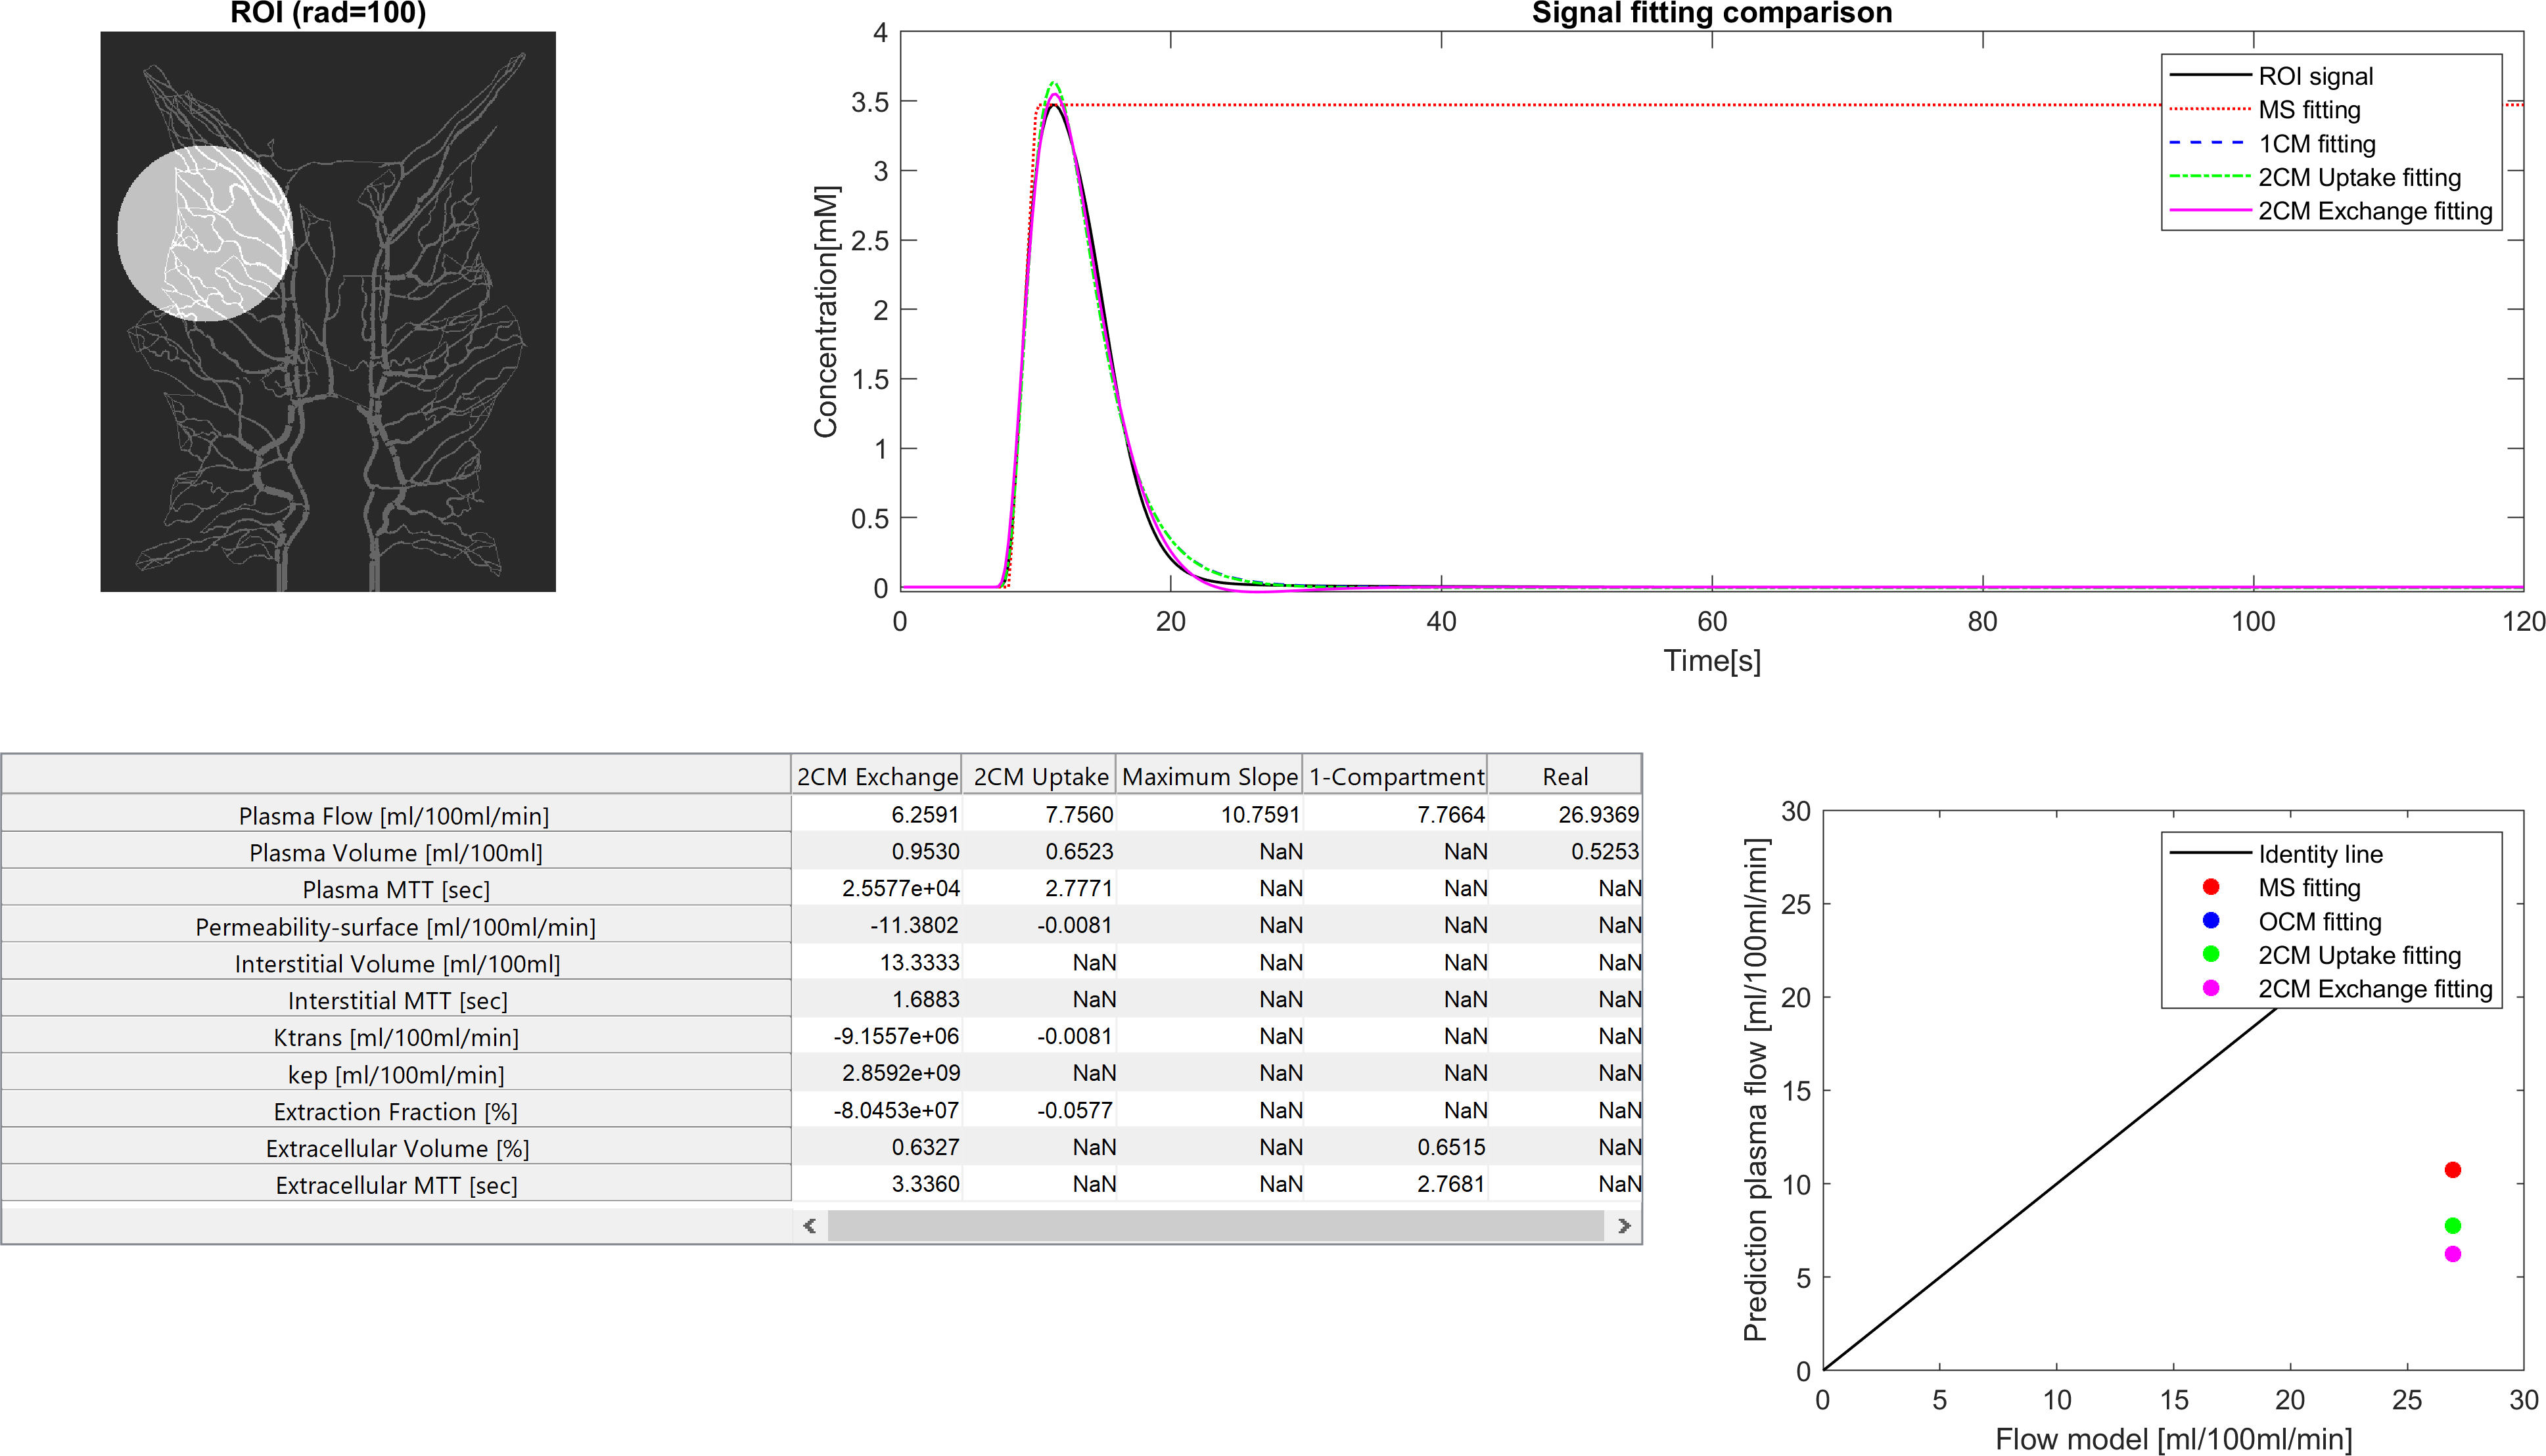 ROI (rad=100)
Signal fitting comparison
4
3.5
3
2.5
2
1.5
1
0.5
0
Concentration[mM]
0 20 40 60 80 100 120
Time[s]
ROI signal
MS fitting
1CM fitting
2CM Uptake fitting
2CM Exchange fitting
2CM Exchange 2CM Uptake Maximum Slope 1-Compartment Real
Plasma Flow [ml/100ml/min] 6.2591 7.7560 10.7591 7.7664 26.9369
Plasma Volume [ml/100ml] 0.9530 0.6523 NaN NaN 0.5253
Plasma MTT [sec] 2.5577e+04 2.7771 NaN NaN NaN
Permeability-surface [ml/100ml/min] -11.3802 -0.0081 NaN NaN NaN
Interstitial Volume [ml/100ml] 13.3333 NaN NaN NaN NaN
Interstitial MTT [sec] 1.6883 NaN NaN NaN NaN
Ktrans [ml/100ml/min] -9.1557e+06 -0.0081 NaN NaN NaN
kep [ml/100ml/min] 2.8592e+09 NaN NaN NaN NaN
Extraction Fraction [%] -8.0453e+07 -0.0577 NaN NaN NaN
Extracellular Volume [%] 0.6327 NaN NaN 0.6515 NaN
Extracellular MTT [sec] 3.3360 NaN NaN 2.7681 NaN
30
25
20
15
10
5
0
Prediction plasma flow [ml/100ml/min]
Identity line
MS fitting
OCM fitting
2CM Uptake fitting
2CM Exchange fitting
0 5 10 15 20 25 30
Flow model [ml/100ml/min]